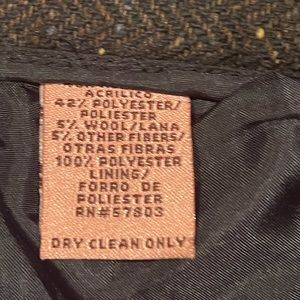 ACRILICO
42% POLYESTER/
POLIESTER
5% WOOL/LANA
5% OTHER FIBERS/
OTRAS FIBRAS
100% POLYESTER
LINING/
FORRO DE
POLIESTER
RN#57803
DRY CLEAN ONLY